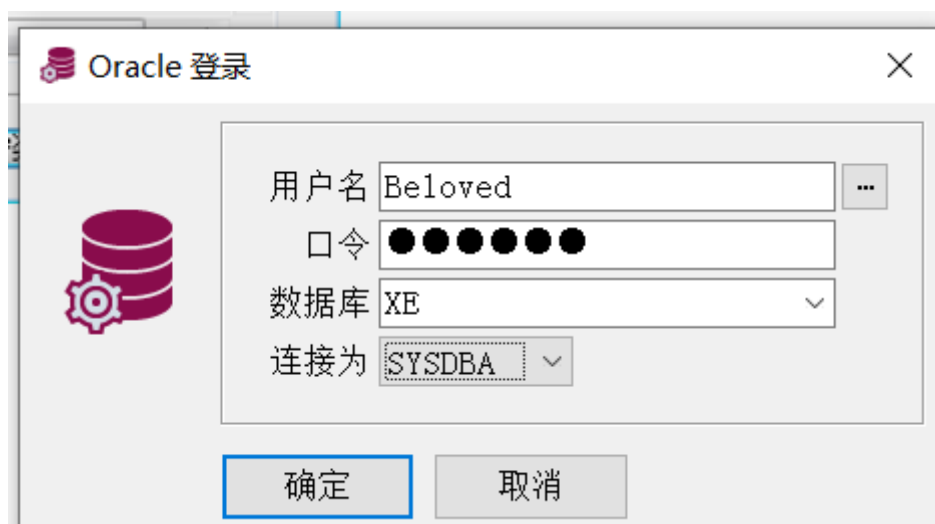 Oracle 登录
用户名 Beloved ...
口令 ●●●●●●
数据库 XE
连接为 SYSDBA
确定 取消